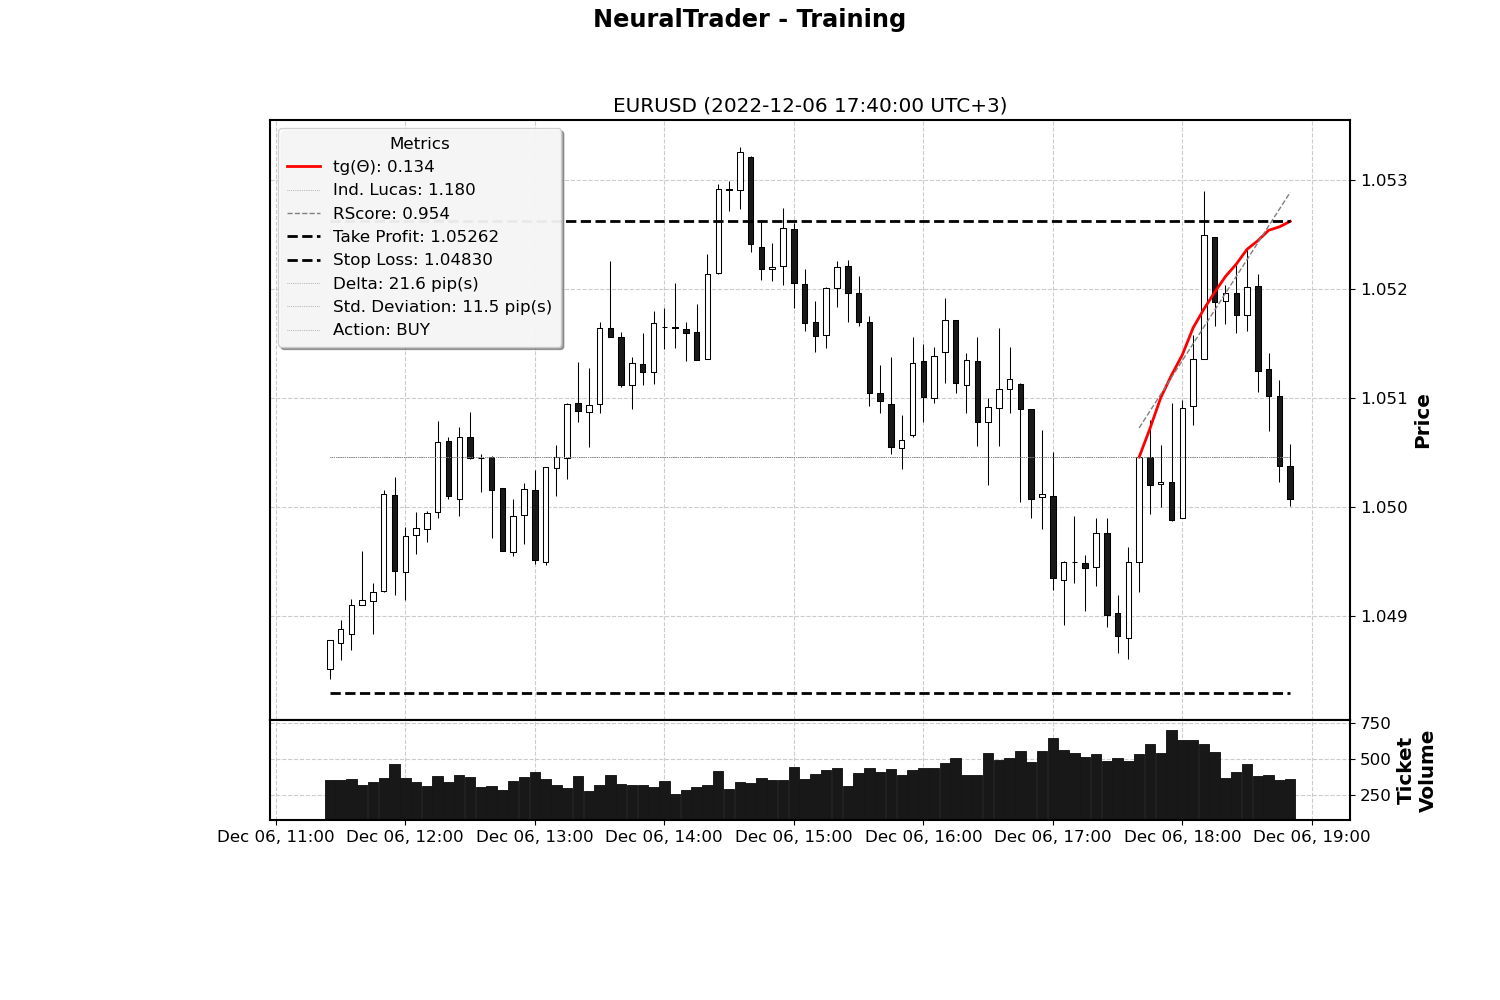 NeuralTrader - Training
EURUSD (2022-12-06 17:40:00 UTC+3)
Metrics
tg(Θ): 0.134
Ind. Lucas: 1.180
RScore: 0.954
Take Profit: 1.05262
Stop Loss: 1.04830
Delta: 21.6 pip(s)
Std. Deviation: 11.5 pip(s)
Action: BUY
1.053
1.052
1.051
1.050
1.049
Price
750
500
250
Ticket
Volume
Dec 06, 11:00 Dec 06, 12:00 Dec 06, 13:00 Dec 06, 14:00 Dec 06, 15:00 Dec 06, 16:00 Dec 06, 17:00 Dec 06, 18:00 Dec 06, 19:00